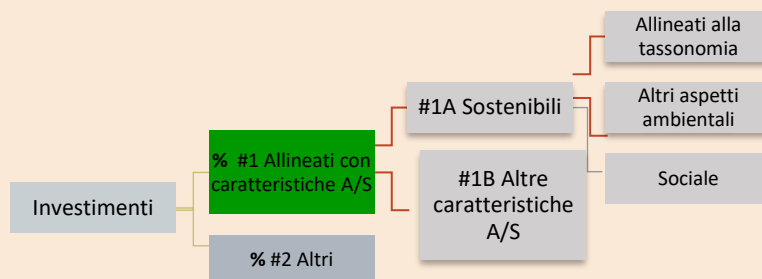 Investimenti
% #1 Allineati con
caratteristiche A/S
% #2 Altri
#1A Sostenibili
#1B Altre
caratteristiche
A/S
Allineati alla
tassonomia
Altri aspetti
ambientali
Sociale